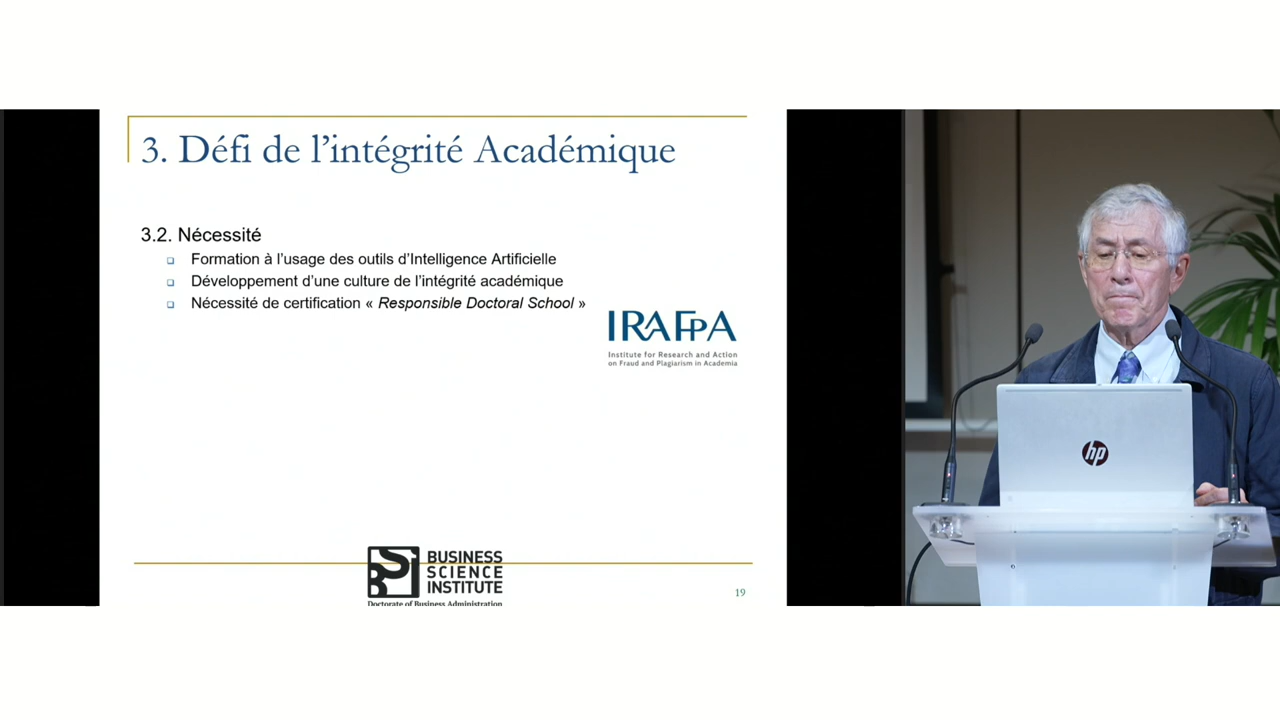 3. Défi de l’intégrité Académique
3.2. Nécessité
Formation à l’usage des outils d’Intelligence Artificielle
Développement d’une culture de l’intégrité académique
Nécessité de certification « Responsible Doctoral School »
IRAFPA
Institute for Research and Action
on Fraud and Plagiarism in Academia
BUSINESS
SCIENCE
INSTITUTE
Doctorate of Business Administration
19
hp